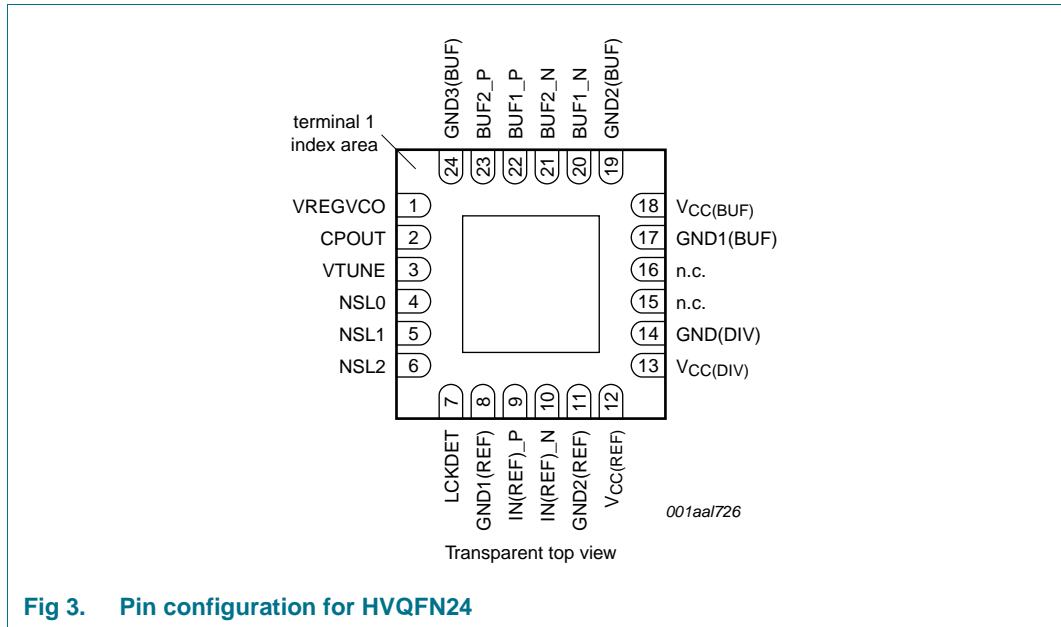 GND3(BUF)
BUF2_P
BUF1_P
BUF2_N
BUF1_N
GND2(BUF)
terminal 1
index area
24
23
22
21
20
19
VREGVCO 1
CPOUT 2
VTUNE 3
NSL0 4
NSL1 5
NSL2 6
18 VCC(BUF)
17 GND1(BUF)
16 n.c.
15 n.c.
14 GND(DIV)
13 VCC(DIV)
7
8
9
10
11
12
LCKDET
GND1(REF)
IN(REF)_P
IN(REF)_N
GND2(REF)
VCC(REF)
001aal726
Transparent top view
Fig 3. Pin configuration for HVQFN24